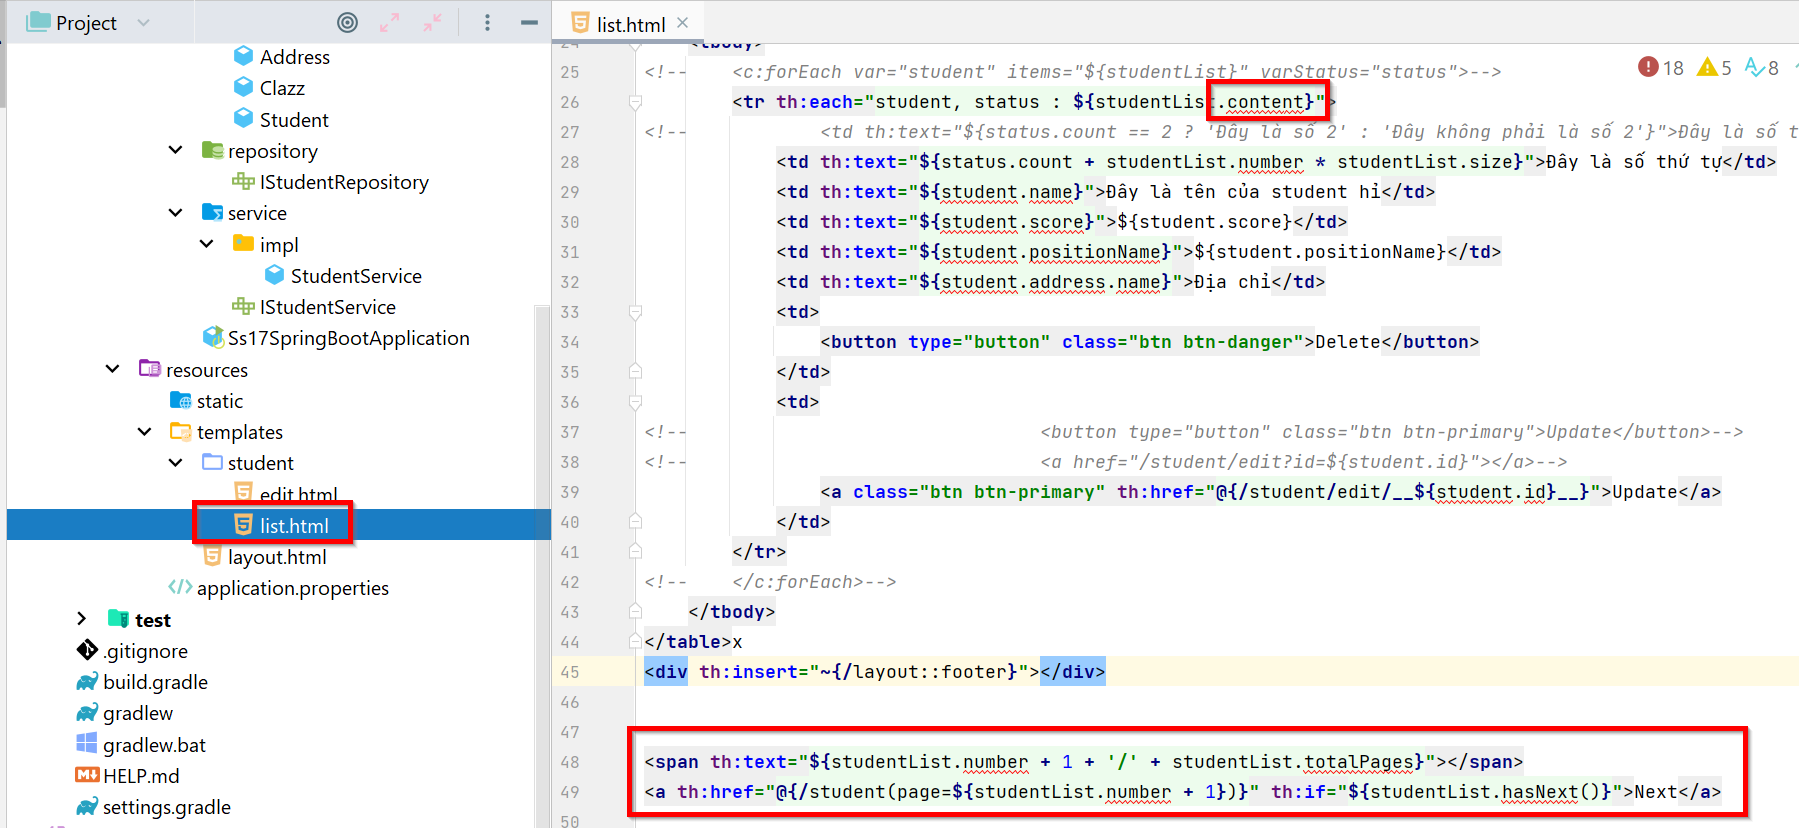 Project
Address
Clazz
Student
repository
IStudentRepository
service
impl
StudentService
IStudentService
Ss17SpringBootApplication
resources
static
templates
student
edit.html
list.html
layout.html
application.properties
test
.gitignore
build.gradle
gradlew
gradlew.bat
HELP.md
settings.gradle
list.html
18 5 8
24 <tbody>
25 <!-- <c:forEach var="student" items="${studentList}" varStatus="status">-->
26 <tr th:each="student, status : ${studentList.content}">
27 <!-- <td th:text="${status.count == 2 ? 'Đây là số 2' : 'Đây không phải là số 2'}">Đây là số t
28 <td th:text="${status.count + studentList.number * studentList.size}">Đây là số thứ tự</td>
29 <td th:text="${student.name}">Đây là tên của student hỉ</td>
30 <td th:text="${student.score}">${student.score}</td>
31 <td th:text="${student.positionName}">${student.positionName}</td>
32 <td th:text="${student.address.name}">Địa chỉ</td>
33 <td>
34 <button type="button" class="btn btn-danger">Delete</button>
35 </td>
36 <td>
37 <!-- <button type="button" class="btn btn-primary">Update</button>-->
38 <!-- <a href="/student/edit?id=${student.id}"></a>-->
39 <a class="btn btn-primary" th:href="@{/student/edit/__${student.id}__}">Update</a>
40 </td>
41 </tr>
42 <!-- </c:forEach>-->
43 </tbody>
44 </table>x
45 <div th:insert="~{/layout::footer}"></div>
46
47
48 <span th:text="${studentList.number + 1 + '/' + studentList.totalPages}"></span>
49 <a th:href="@{/student(page=${studentList.number + 1})}" th:if="${studentList.hasNext()}">Next</a>
50